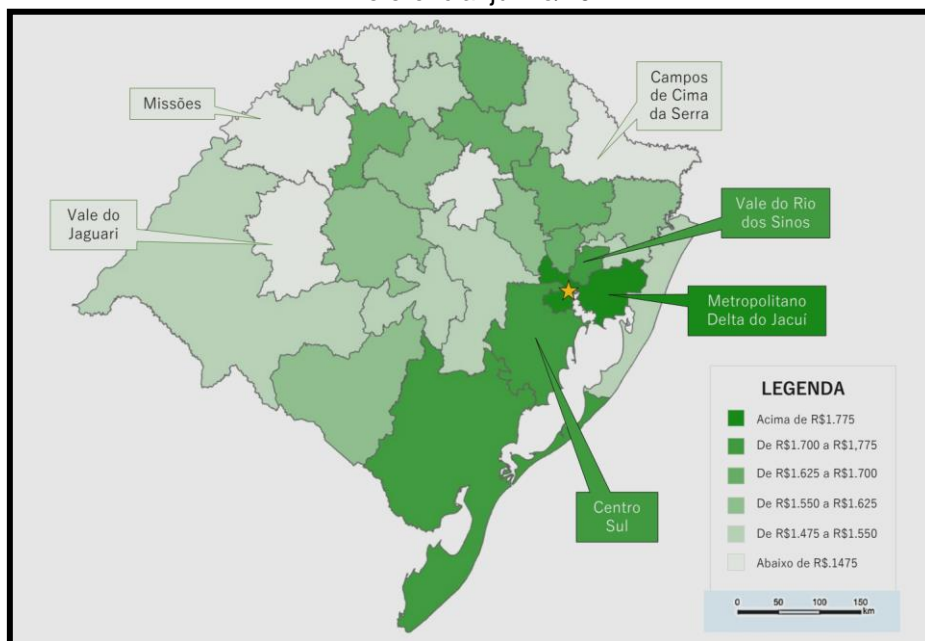 Missões
Campos
de Cima
da Serra
Vale do
Jaguari
Vale do Rio
dos Sinos
Metropolitano
Delta do Jacuí
Centro
Sul
LEGENDA
Acima de R$1.775
De R$1.700 a R$1,775
De R$1.625 a R$1.700
De R$1.550 a R$1.625
De R$1.475 a R$1.550
Abaixo de R$.1475
0 50 100 150
km